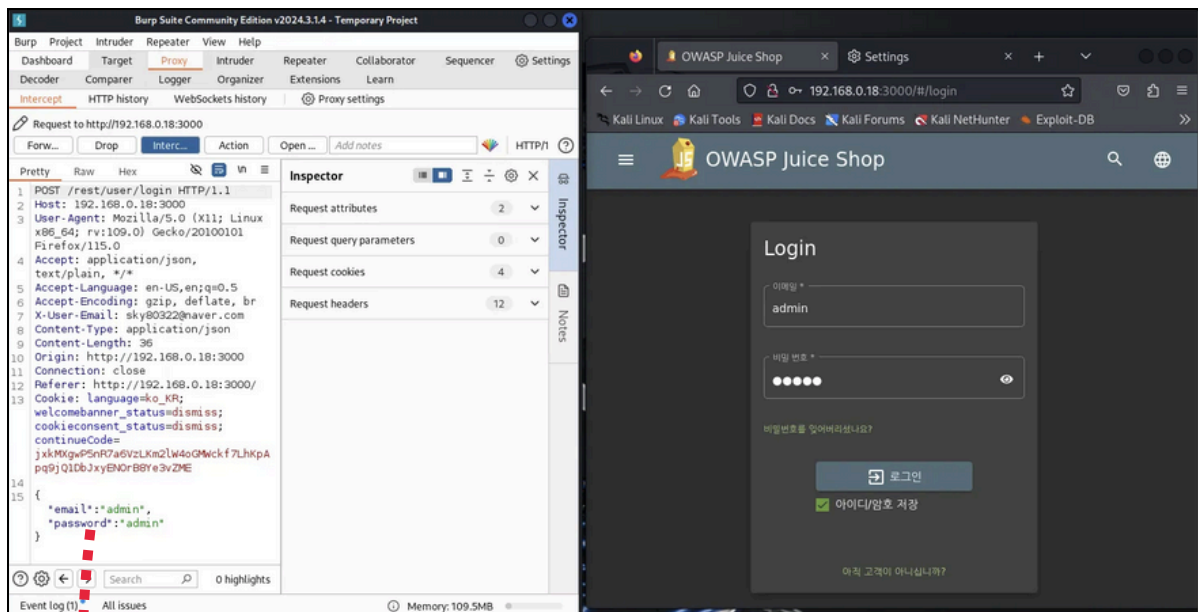 Burp Suite Community Edition v2024.3.1.4 - Temporary Project
Burp Project Intruder Repeater View Help
Dashboard Target Proxy Intruder Repeater Collaborator Sequencer Settings
Decoder Comparer Logger Organizer Extensions Learn
Intercept HTTP history WebSockets history Proxy settings
Request to http://192.168.0.18:3000
Forw... Drop Interc... Action Open ... Add notes HTTP/1
Pretty Raw Hex \n
1 POST /rest/user/login HTTP/1.1
2 Host: 192.168.0.18:3000
3 User-Agent: Mozilla/5.0 (X11; Linux
x86_64; rv:109.0) Gecko/20100101
Firefox/115.0
4 Accept: application/json,
text/plain, */*
5 Accept-Language: en-US,en;q=0.5
6 Accept-Encoding: gzip, deflate, br
7 X-User-Email: sky80322@naver.com
8 Content-Type: application/json
9 Content-Length: 36
10 Origin: http://192.168.0.18:3000
11 Connection: close
12 Referer: http://192.168.0.18:3000/
13 Cookie: language=ko_KR;
welcomebanner_status=dismiss;
cookieconsent_status=dismiss;
continueCode=
jxkMXgwP5nR7a6VzLKm2lW4oGMWckf7LhKpA
pq9jQ1DbJxyENOrB8Ye3vZME
14
15 {
"email":"admin",
"password":"admin"
}
Search 0 highlights
Event log (1) All issues Memory: 109.5MB
Inspector
Request attributes 2
Request query parameters 0
Request cookies 4
Request headers 12
Inspector
Notes
OWASP Juice Shop Settings
192.168.0.18:3000/#/login
Kali Linux Kali Tools Kali Docs Kali Forums Kali NetHunter Exploit-DB
JS OWASP Juice Shop
Login
이메일 *
admin
비밀 번호 *
비밀번호를 잊어버리셨나요?
로그인
아이디/암호 저장
아직 고객이 아니십니까?